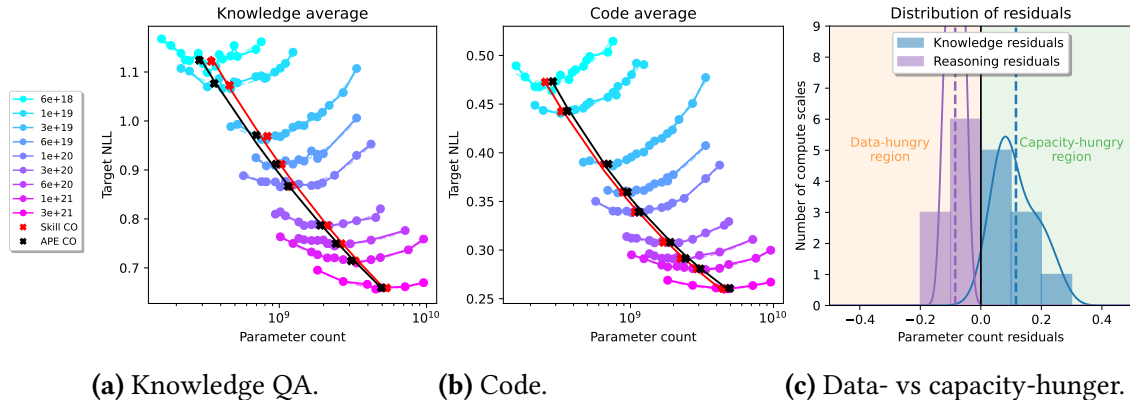 Knowledge average
Target NLL
1.1
1.0
0.9
0.8
0.7
10⁹
10¹⁰
Parameter count
6e+18
1e+19
3e+19
6e+19
1e+20
3e+20
6e+20
1e+21
3e+21
Skill CO
APE CO
Code average
Target NLL
0.50
0.45
0.40
0.35
0.30
0.25
10⁹
10¹⁰
Parameter count
Distribution of residuals
Number of compute scales
9
8
7
6
5
4
3
2
1
0
Knowledge residuals
Reasoning residuals
Data-hungry
region
Capacity-hungry
region
−0.4
−0.2
0.0
0.2
0.4
Parameter count residuals
(a) Knowledge QA.
(b) Code.
(c) Data- vs capacity-hunger.